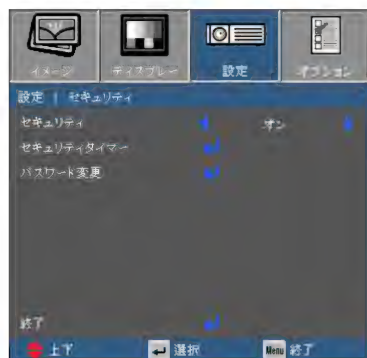 イメージ ディスプレー 設定 オプション
設定 | セキュリティ
セキュリティ オン
セキュリティタイマー
パスワード変更
終了
上下 選択 Menu 終了